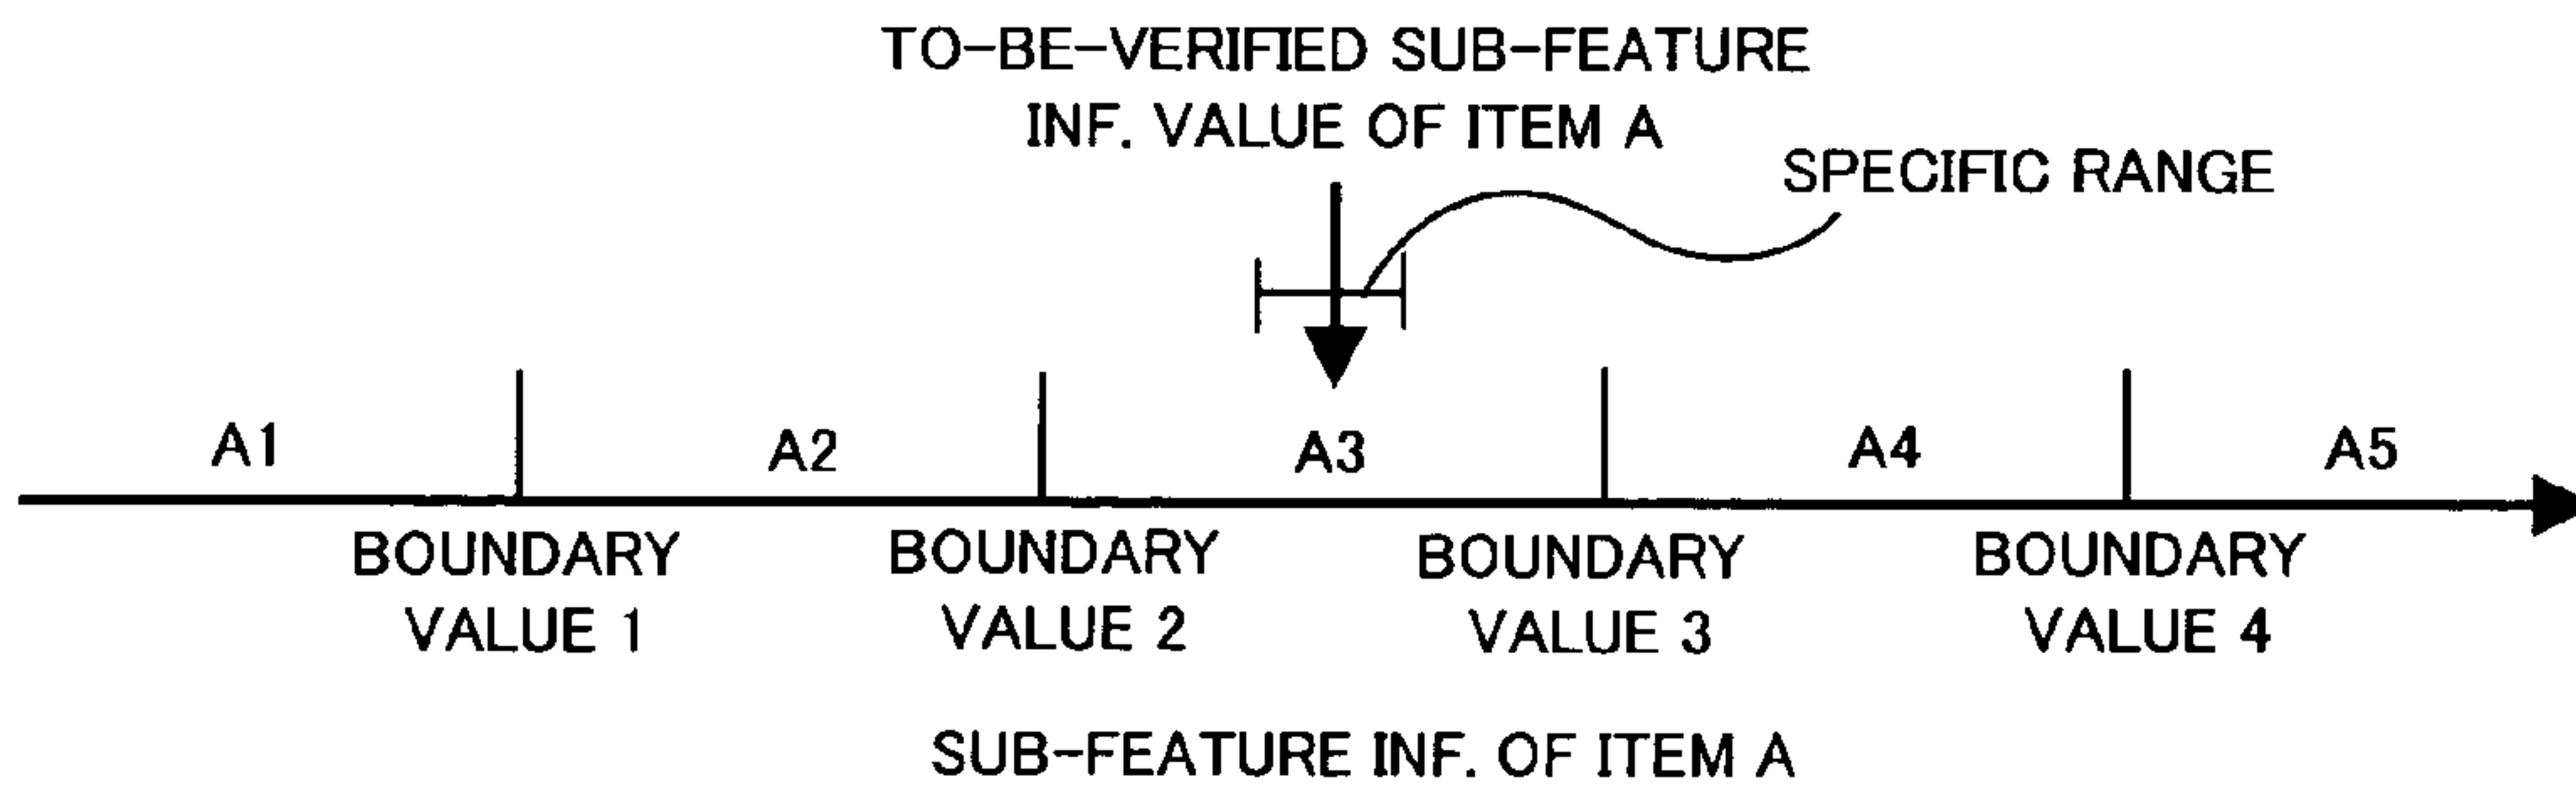 TO-BE-VERIFIED SUB-FEATURE
INF. VALUE OF ITEM A
SPECIFIC RANGE
A1
A2
A3
A4
A5
BOUNDARY
VALUE 1
BOUNDARY
VALUE 2
BOUNDARY
VALUE 3
BOUNDARY
VALUE 4
SUB-FEATURE INF. OF ITEM A